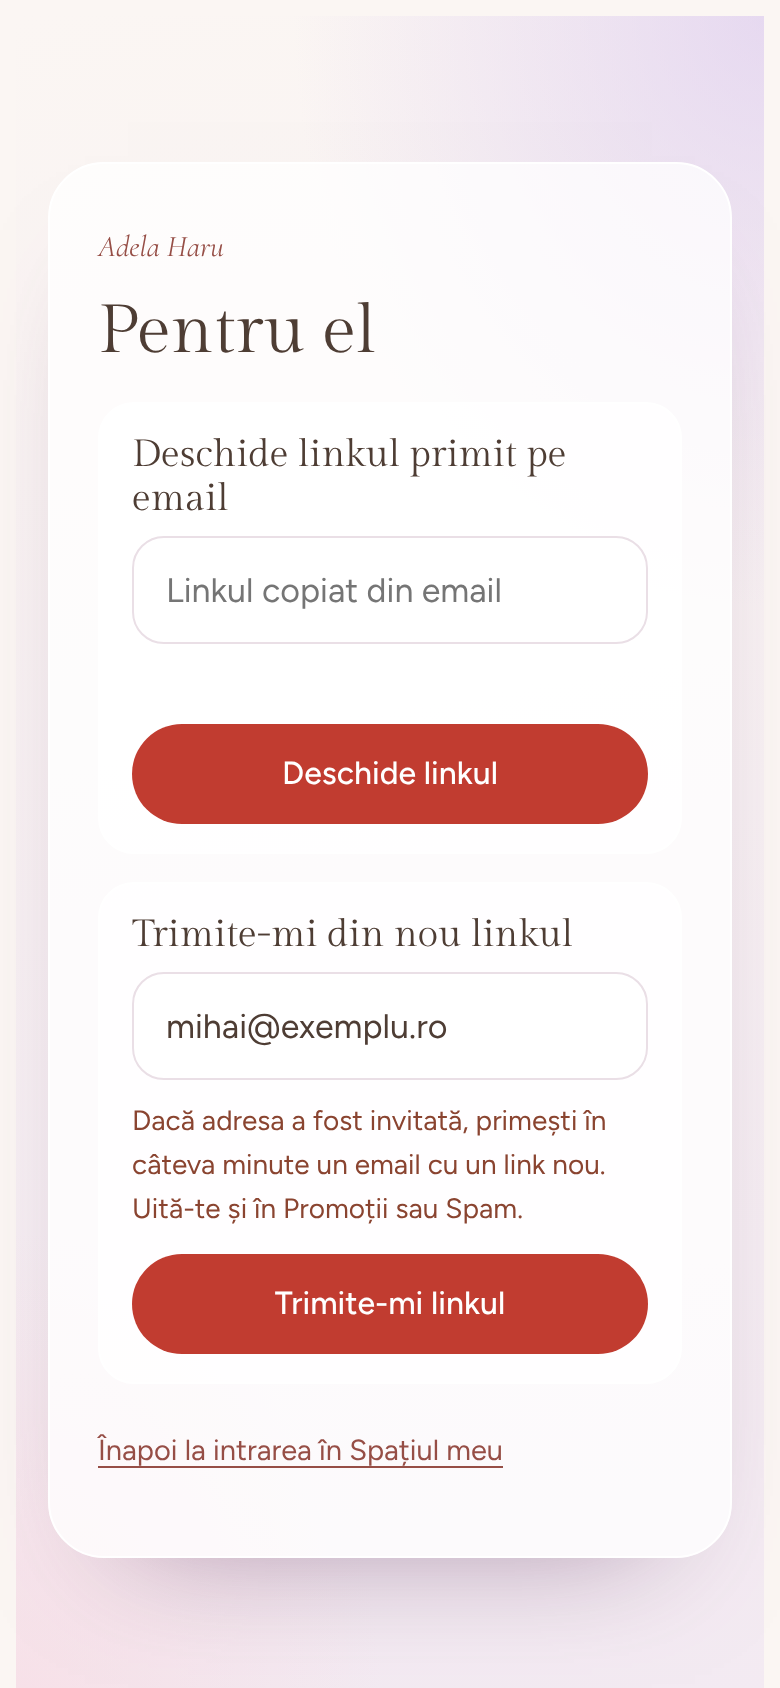 Adela Haru
Pentru el
Deschide linkul primit pe
email
Linkul copiat din email
Deschide linkul
Trimite-mi din nou linkul
mihai@exemplu.ro
Dacă adresa a fost invitată, primești în
câteva minute un email cu un link nou.
Uită-te și în Promoții sau Spam.
Trimite-mi linkul
Înapoi la intrarea în Spațiul meu